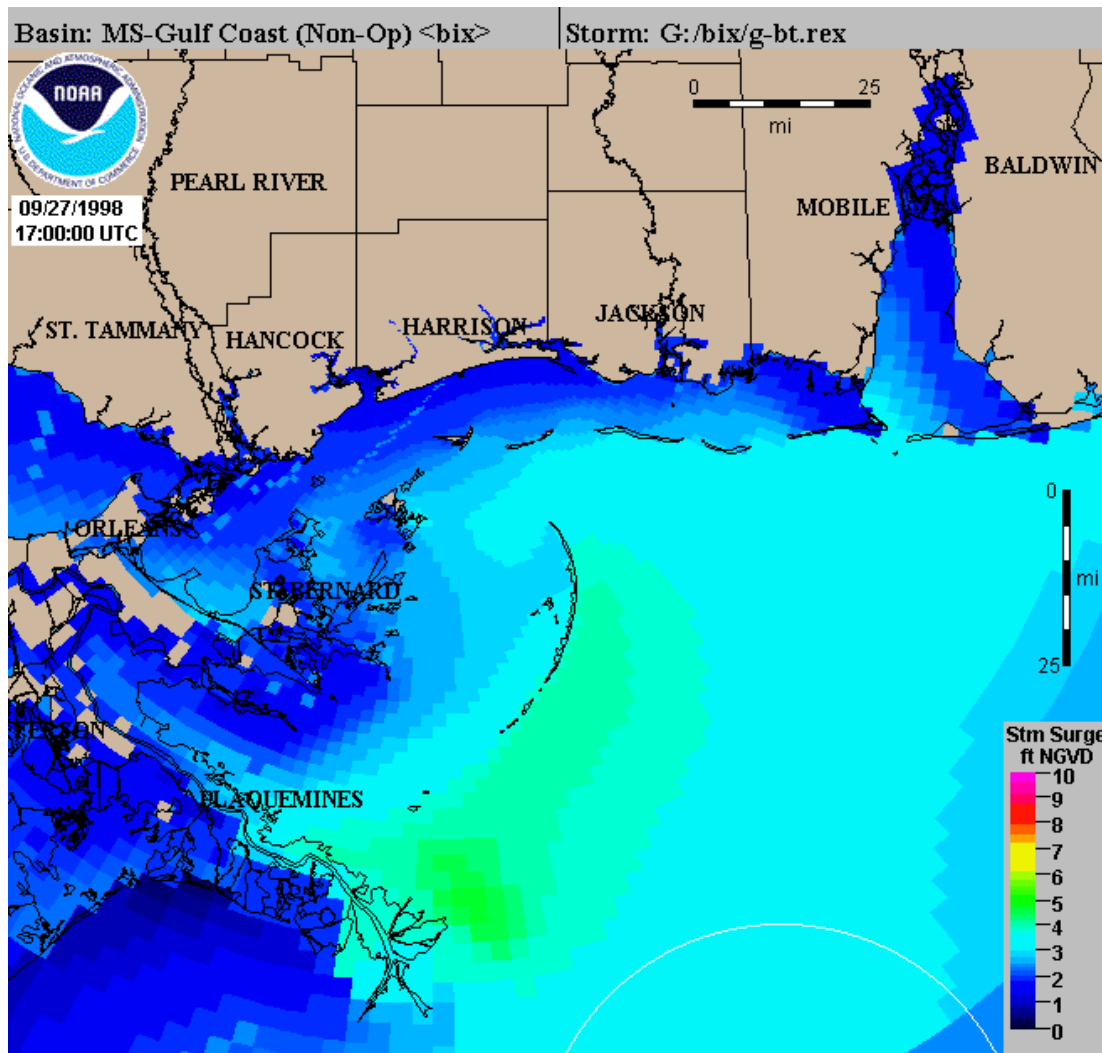 Basin: MS-Gulf Coast (Non-Op) <bix>
Storm: G:/bix/g-bt.rex
NATIONAL OCEANIC AND ATMOSPHERIC ADMINISTRATION
NOAA
U.S. DEPARTMENT OF COMMERCE
0 25
mi
09/27/1998
17:00:00 UTC
PEARL RIVER
BALDWIN
MOBILE
ST. TAMMANY
HANCOCK
HARRISON
JACKSON
ORLEANS
ST. BERNARD
0
mi
25
FERSON
PLAQUEMINES
Stm Surge
ft NGVD
10
9
8
7
6
5
4
3
2
1
0